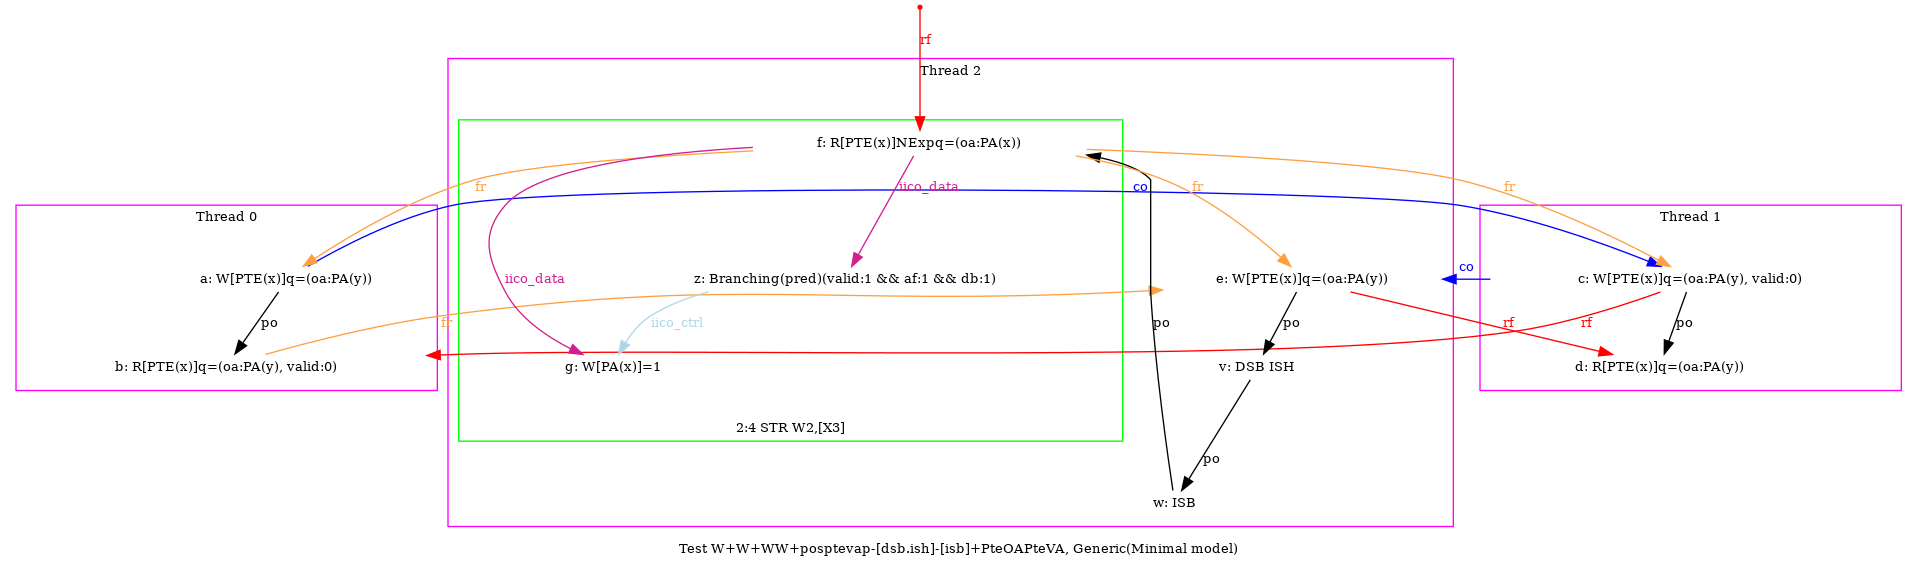 rf
Thread 2
f: R[PTE(x)]NExpq=(oa:PA(x))
fr
iico_data
co
fr
fr
Thread 0
Thread 1
a: W[PTE(x)]q=(oa:PA(y))
iico_data
z: Branching(pred)(valid:1 && af:1 && db:1)
e: W[PTE(x)]q=(oa:PA(y))
co
c: W[PTE(x)]q=(oa:PA(y), valid:0)
po
fr
iico_ctrl
po
po
rf
rf
po
b: R[PTE(x)]q=(oa:PA(y), valid:0)
g: W[PA(x)]=1
v: DSB ISH
d: R[PTE(x)]q=(oa:PA(y))
2:4 STR W2,[X3]
po
w: ISB
Test W+W+WW+posptevap-[dsb.ish]-[isb]+PteOAPteVA, Generic(Minimal model)